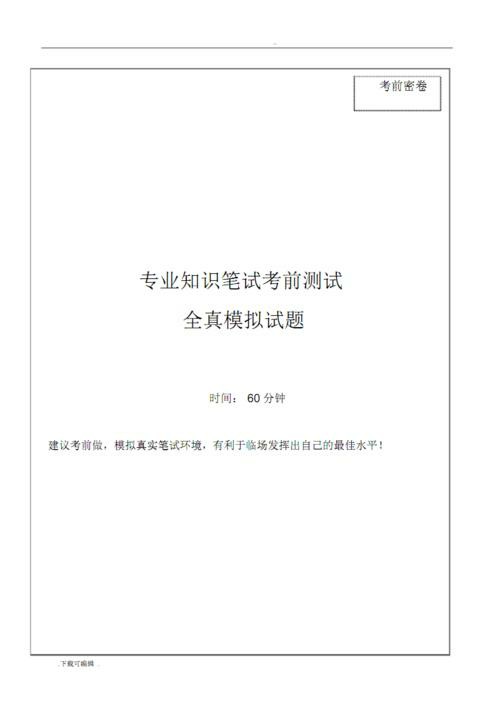 考前密卷
专业知识笔试考前测试
全真模拟试题
时间： 60 分钟
建议考前做，模拟真实笔试环境，有利于临场发挥出自己的最佳水平！
.下载可编辑 .